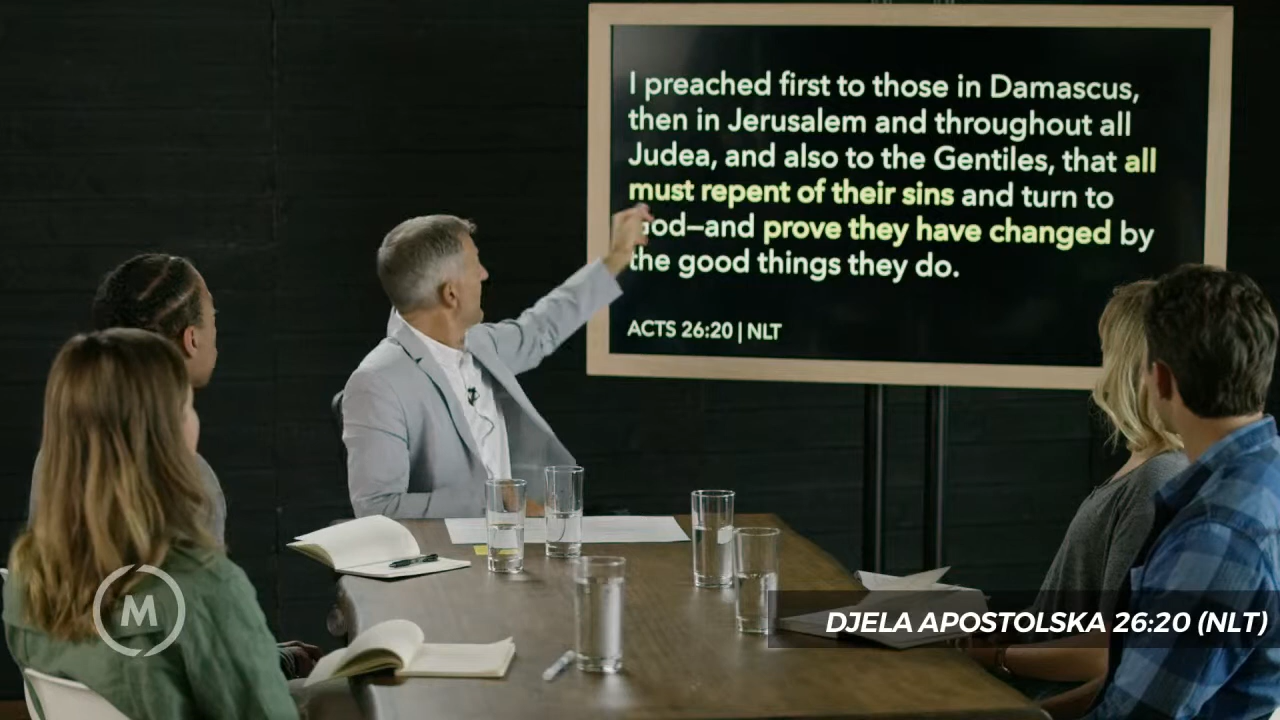 I preached first to those in Damascus,
then in Jerusalem and throughout all
Judea, and also to the Gentiles, that all
must repent of their sins and turn to
God—and prove they have changed by
the good things they do.
ACTS 26:20 | NLT
M
DJELA APOSTOLSKA 26:20 (NLT)